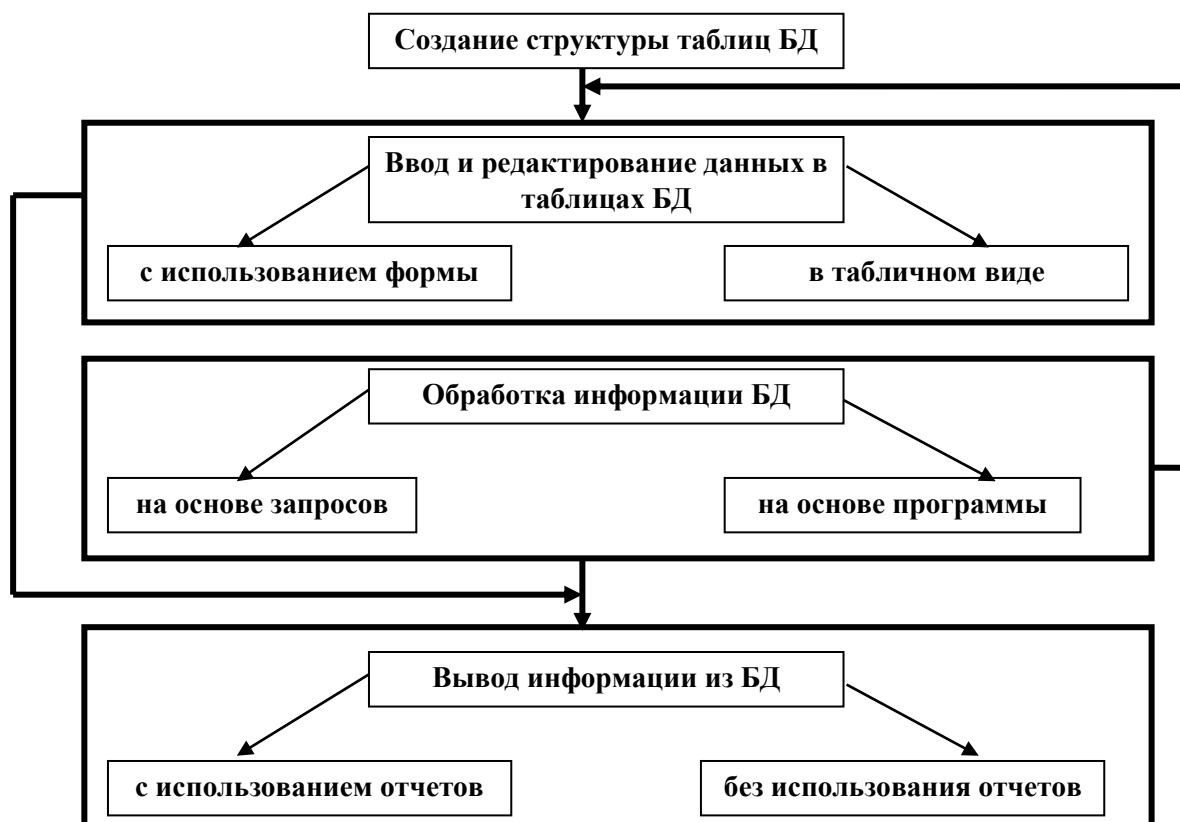 Создание структуры таблиц БД
Ввод и редактирование данных в
таблицах БД
с использованием формы
в табличном виде
Обработка информации БД
на основе запросов
на основе программы
Вывод информации из БД
с использованием отчетов
без использования отчетов